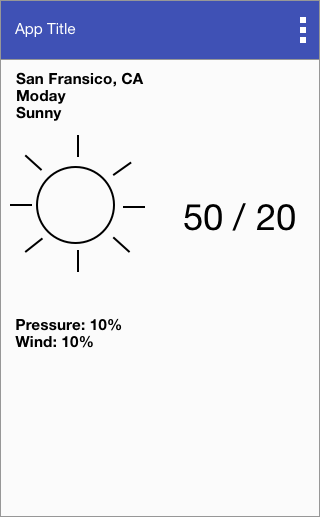 App Title
San Fransico, CA
Moday
Sunny
50 / 20
Pressure: 10%
Wind: 10%